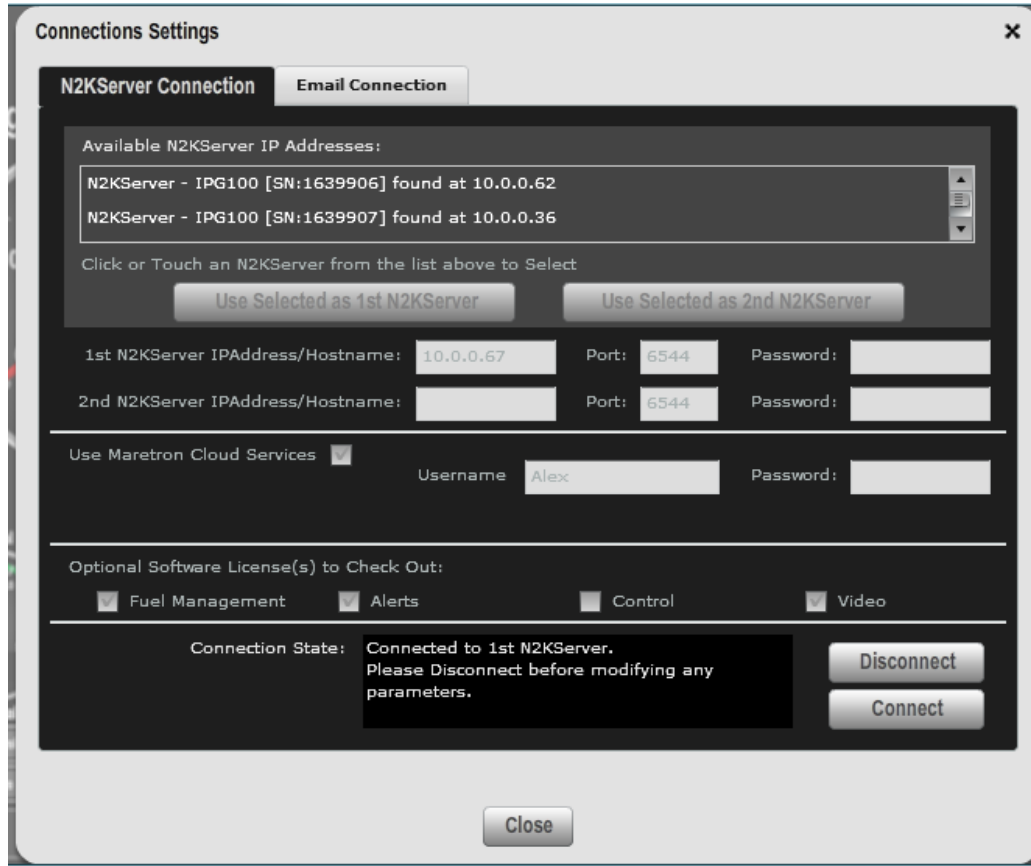 Connections Settings
N2KServer Connection Email Connection
Available N2KServer IP Addresses:
N2KServer - IPG100 [SN:1639906] found at 10.0.0.62
N2KServer - IPG100 [SN:1639907] found at 10.0.0.36
Click or Touch an N2KServer from the list above to Select
Use Selected as 1st N2KServer Use Selected as 2nd N2KServer
1st N2KServer IPAddress/Hostname: 10.0.0.67 Port: 6544 Password:
2nd N2KServer IPAddress/Hostname: Port: 6544 Password:
Use Maretron Cloud Services
Username Alex Password:
Optional Software License(s) to Check Out:
Fuel Management Alerts Control Video
Connection State: Connected to 1st N2KServer.
Please Disconnect before modifying any
parameters.
Disconnect
Connect
Close